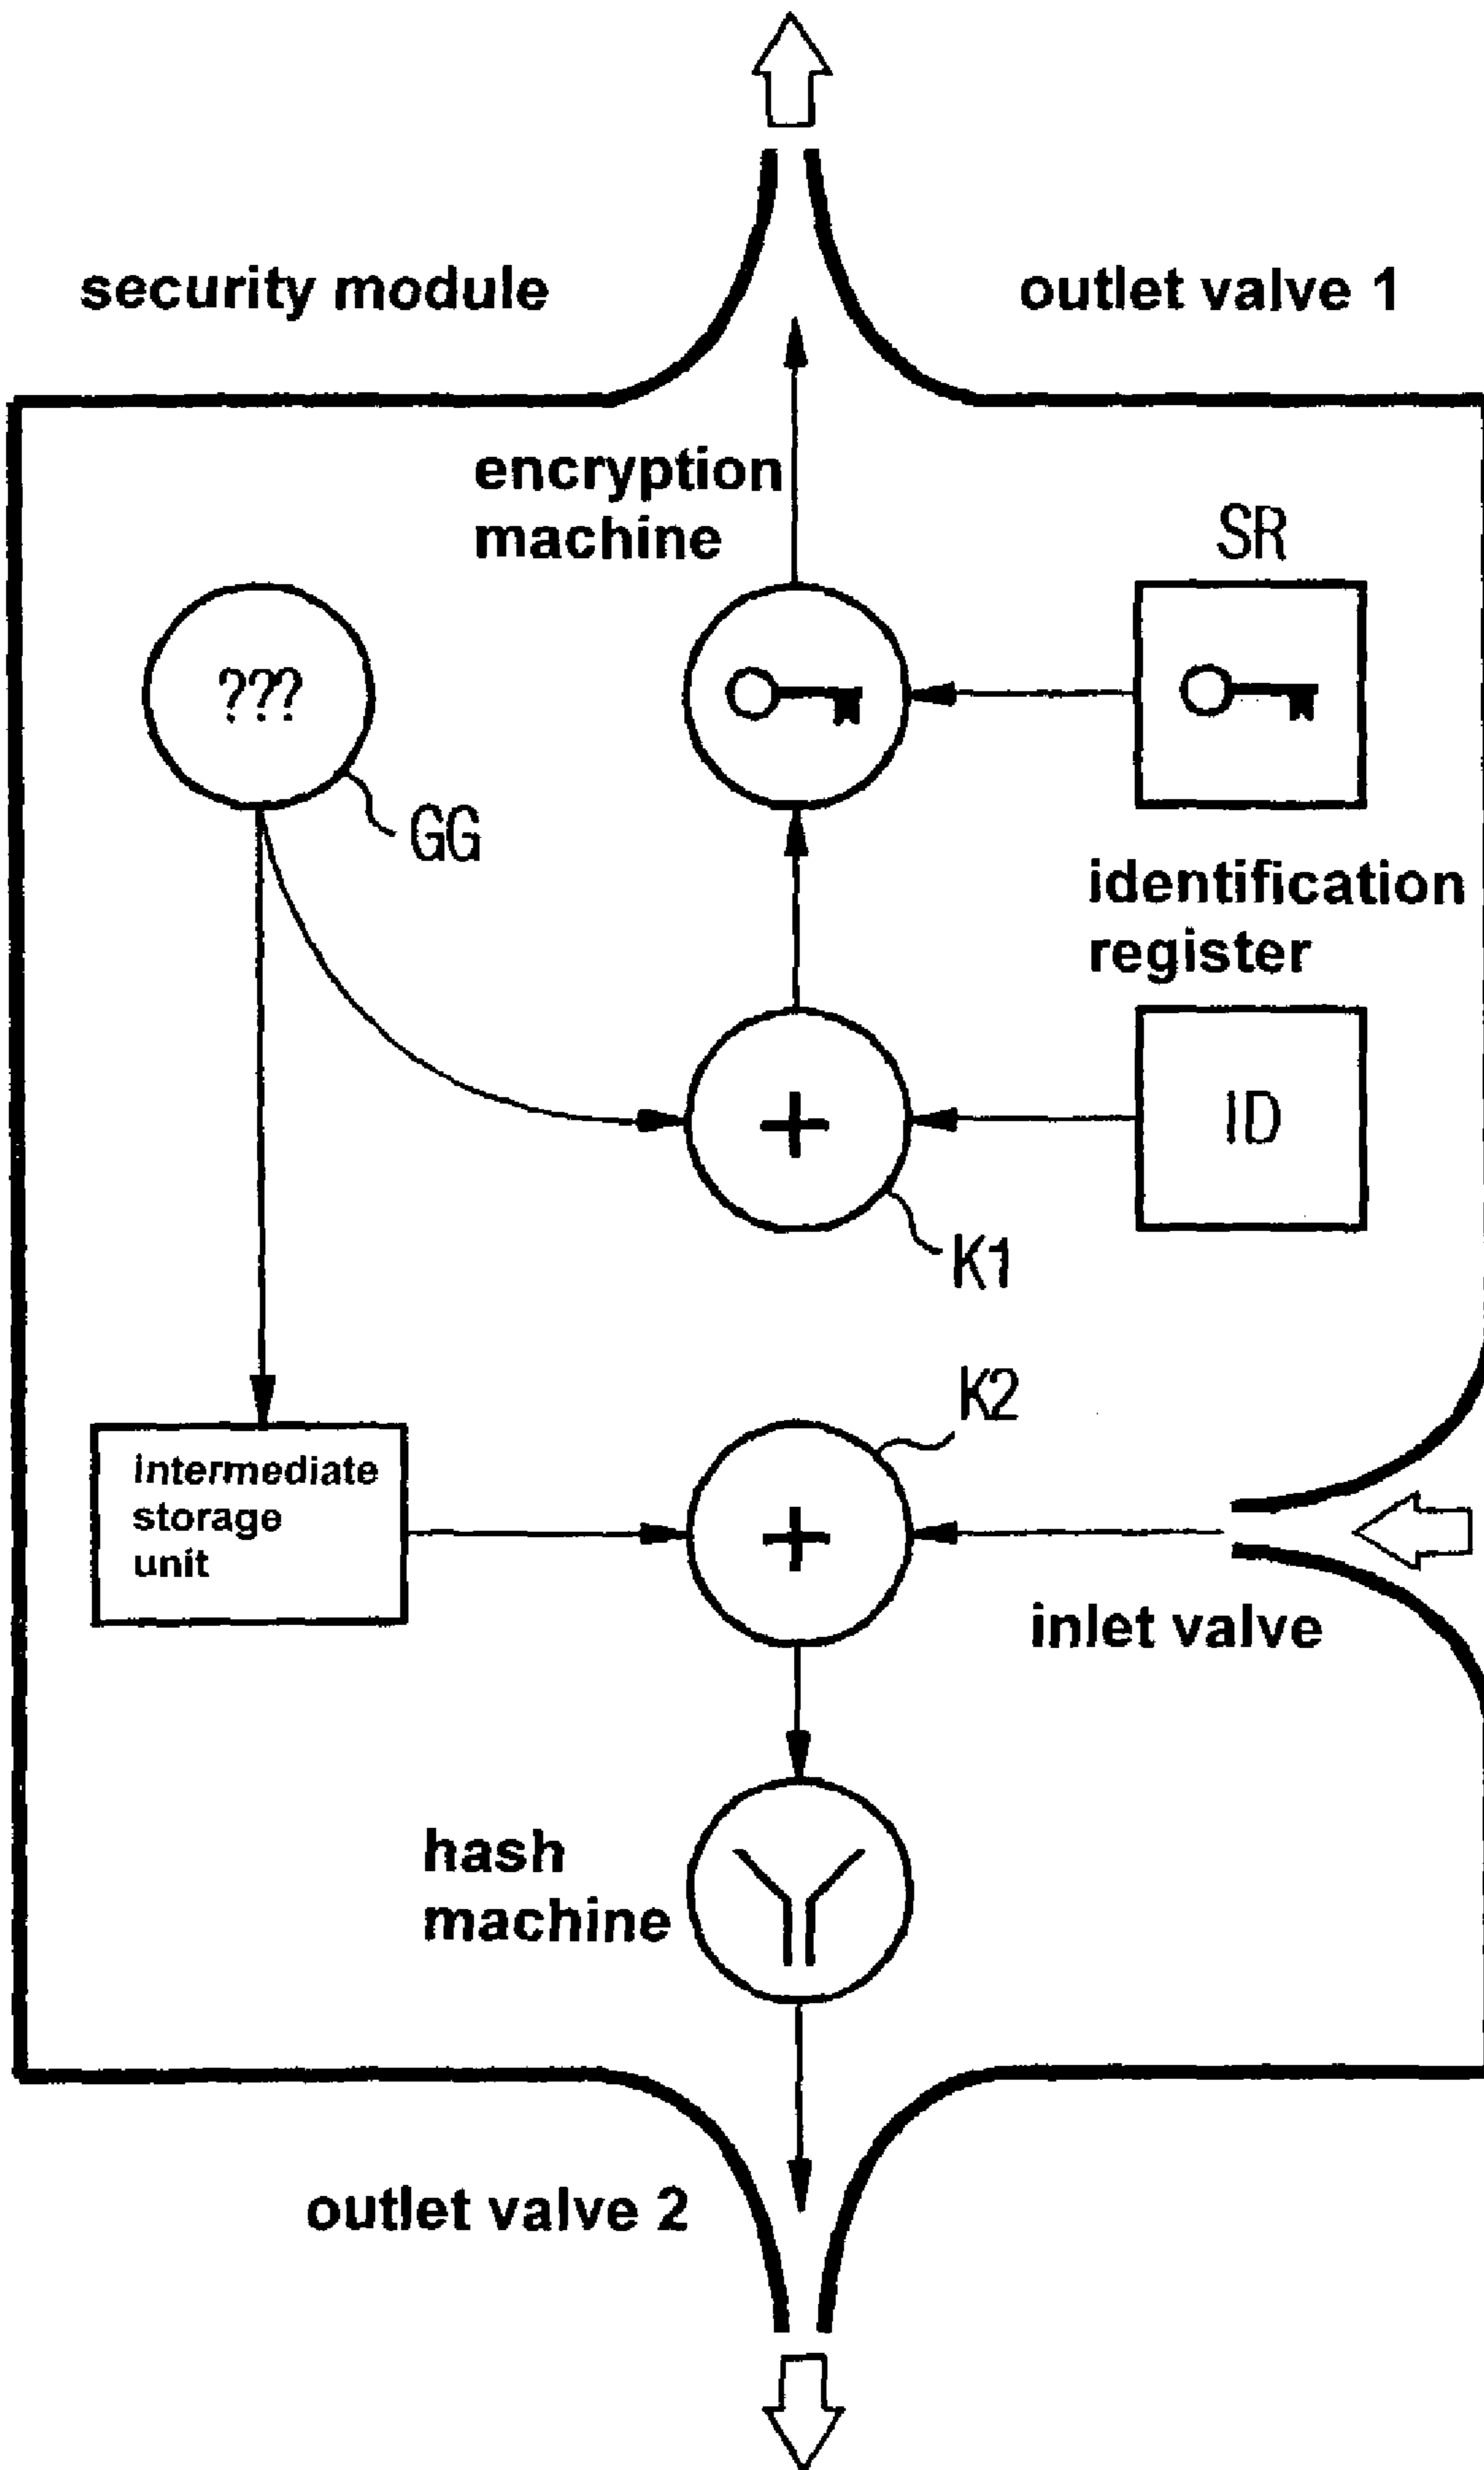 security module
outlet valve 1
encryption
machine
SR
???
GG
identification
register
ID
+
K1
K2
intermediate
storage
unit
+
inlet valve
hash
machine
outlet valve 2